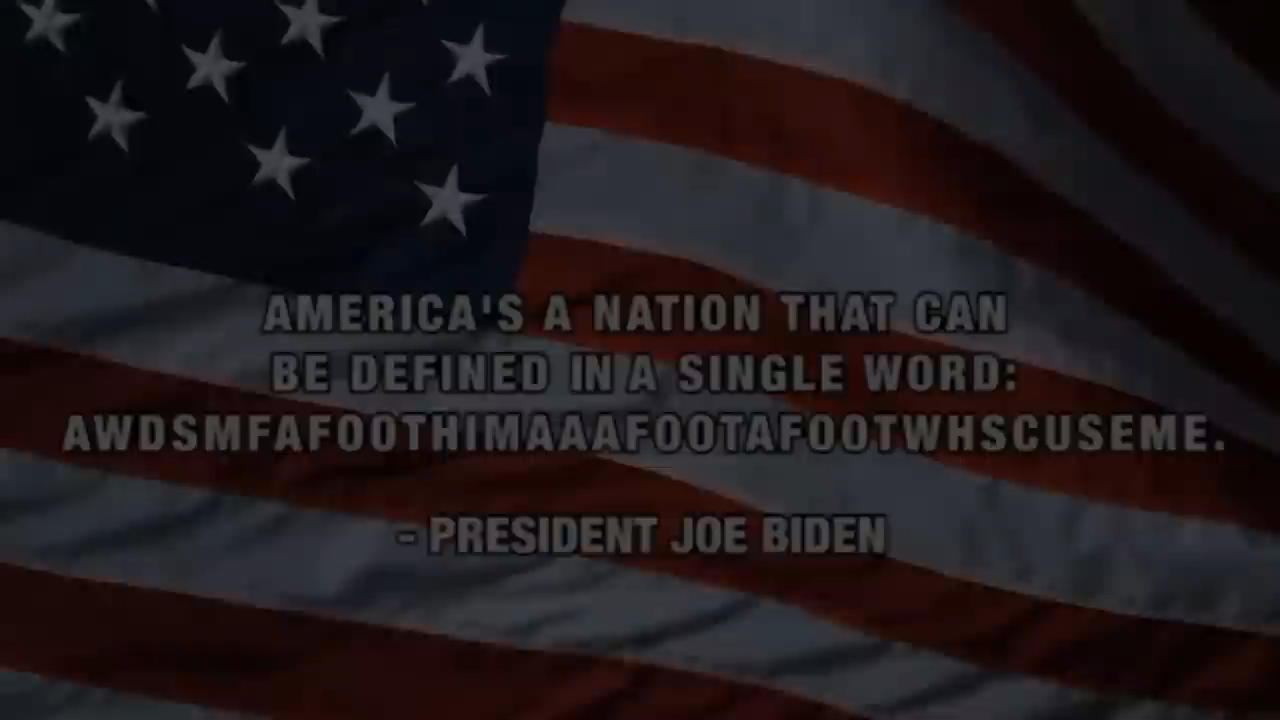 AMERICA'S A NATION THAT CAN
BE DEFINED IN A SINGLE WORD:
AWDSMFAFOOTHIMAAAFOOTAFOOTWHSCUSEME.
- PRESIDENT JOE BIDEN